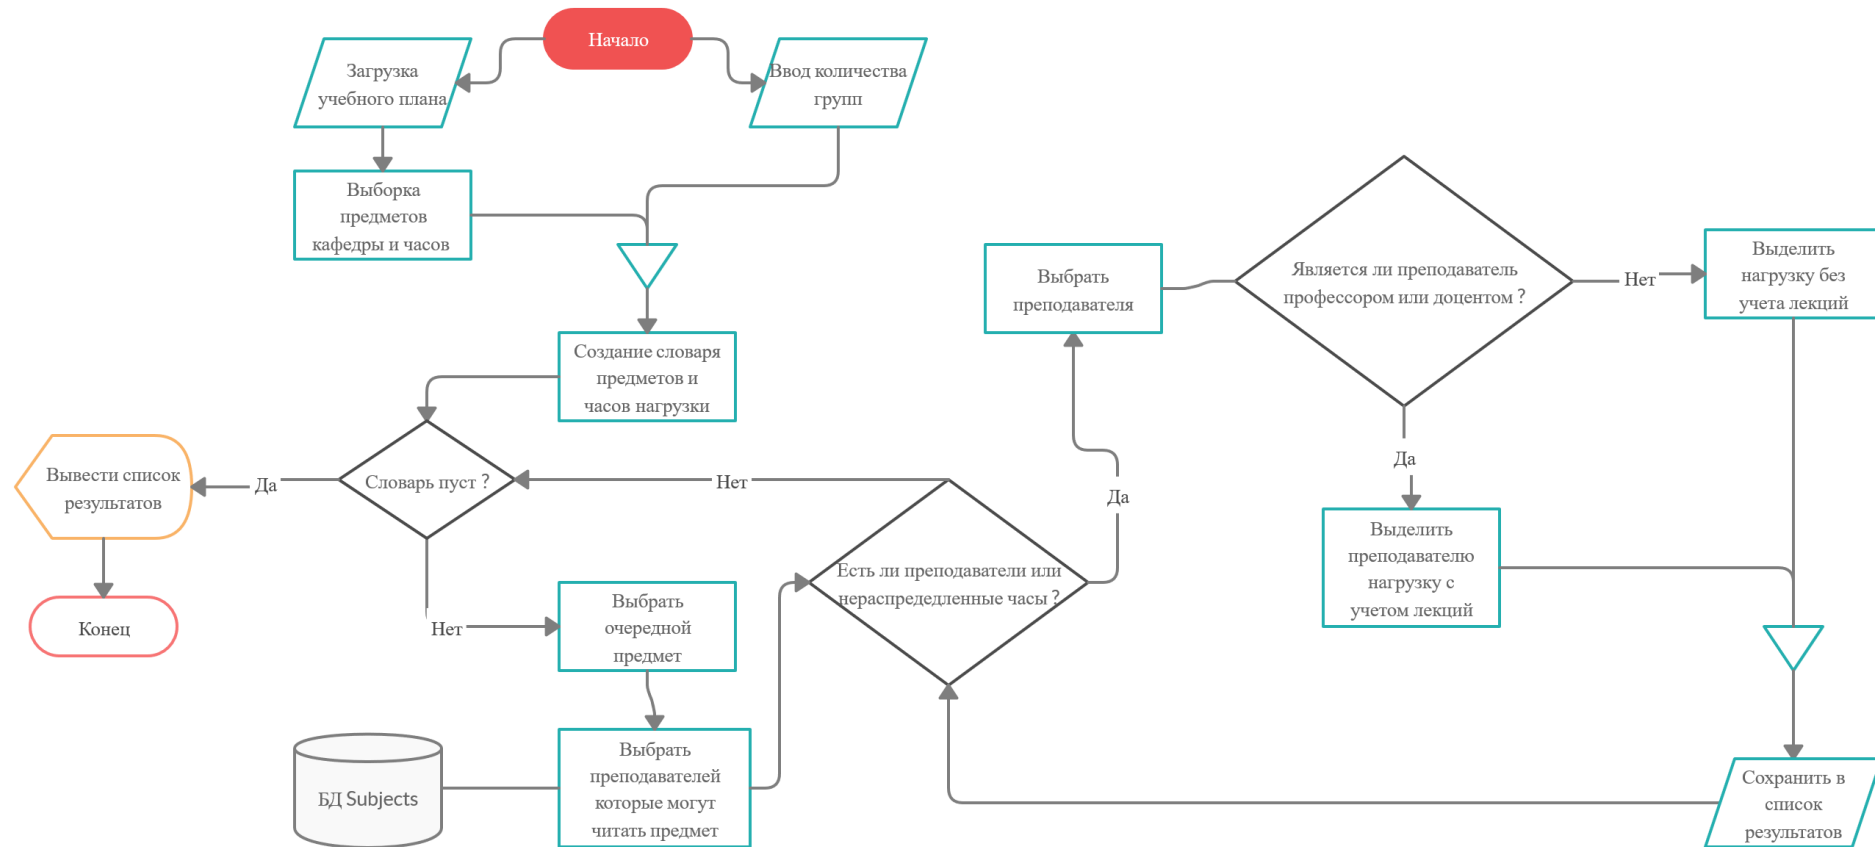 Начало
Загрузка
учебного плана
Ввод количества
групп
Выборка
предметов
кафедры и часов
Создание словаря
предметов и
часов нагрузки
Словарь пуст ?
Да
Вывести список
результатов
Конец
Нет
Выбрать
очередной
предмет
БД Subjects
Выбрать
преподавателей
которые могут
читать предмет
Есть ли преподаватели или
нераспредедленные часы ?
Нет
Да
Выбрать
преподавателя
Является ли преподаватель
профессором или доцентом ?
Нет
Выделить
нагрузку без
учета лекций
Да
Выделить
преподавателю
нагрузку с
учетом лекций
Сохранить в
список
результатов